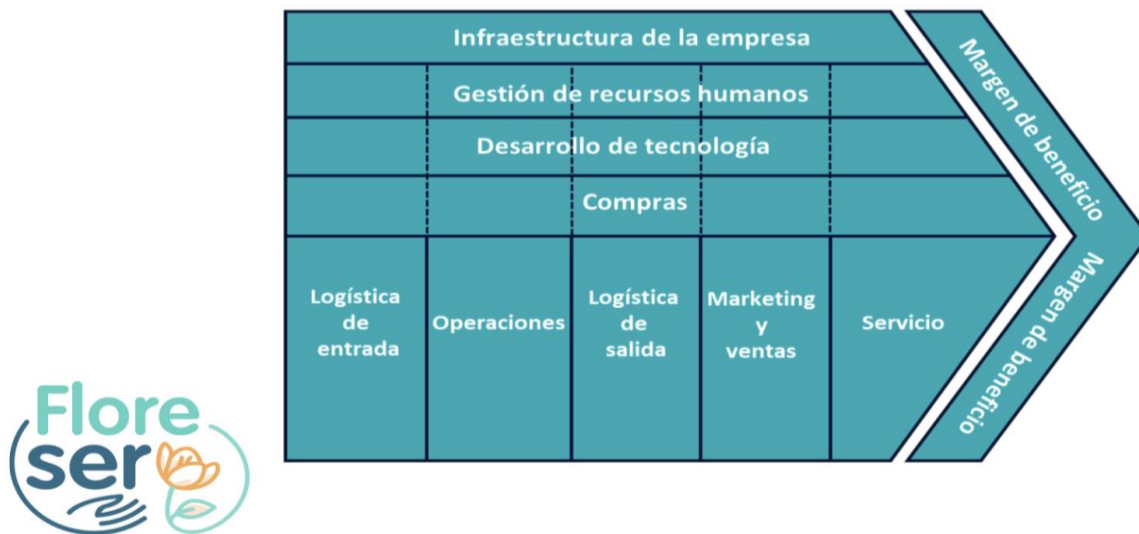 Infraestructura de la empresa
Gestión de recursos humanos
Desarrollo de tecnología
Compras
Logística
de
entrada
Operaciones
Logística
de
salida
Marketing
y
ventas
Servicio
Margen de beneficio
Margen de beneficio
Flore
ser